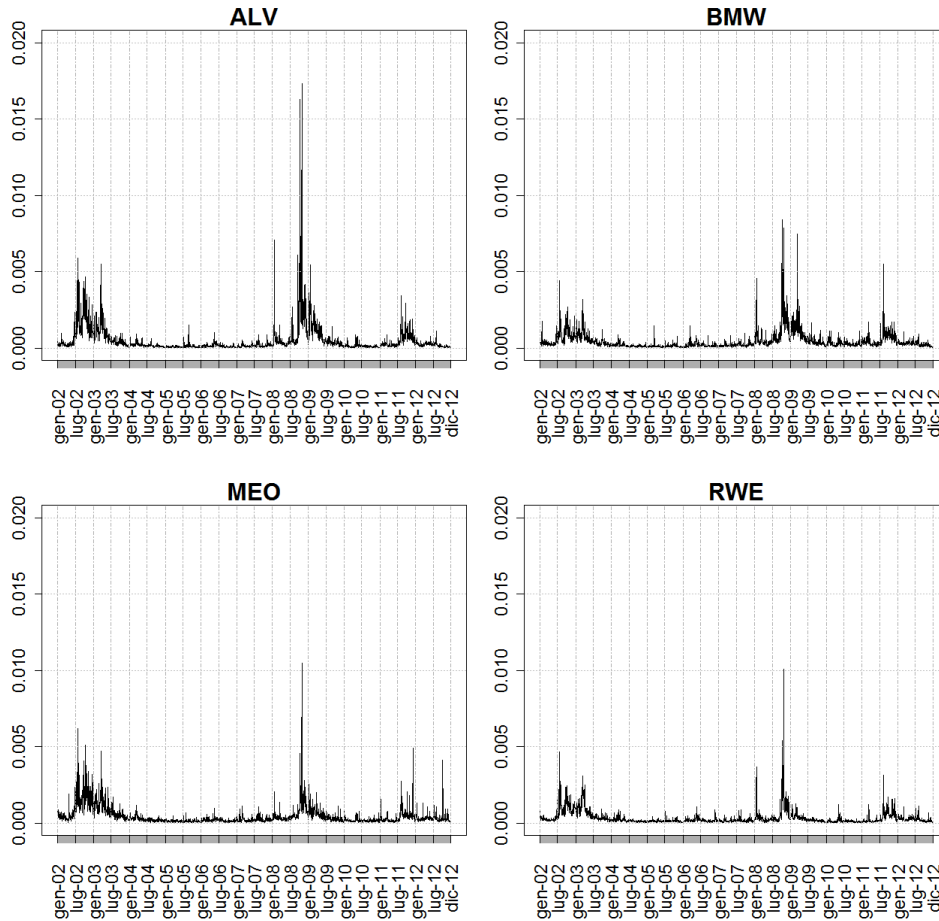 ALV
0.020
0.015
0.010
0.005
0.000
gen-02
lug-02
gen-03
lug-03
gen-04
lug-04
gen-05
lug-05
gen-06
lug-06
gen-07
lug-07
gen-08
lug-08
gen-09
lug-09
gen-10
lug-10
gen-11
lug-11
gen-12
lug-12
dic-12
BMW
0.020
0.015
0.010
0.005
0.000
gen-02
lug-02
gen-03
lug-03
gen-04
lug-04
gen-05
lug-05
gen-06
lug-06
gen-07
lug-07
gen-08
lug-08
gen-09
lug-09
gen-10
lug-10
gen-11
lug-11
gen-12
lug-12
dic-12
MEO
0.020
0.015
0.010
0.005
0.000
gen-02
lug-02
gen-03
lug-03
gen-04
lug-04
gen-05
lug-05
gen-06
lug-06
gen-07
lug-07
gen-08
lug-08
gen-09
lug-09
gen-10
lug-10
gen-11
lug-11
gen-12
lug-12
dic-12
RWE
0.020
0.015
0.010
0.005
0.000
gen-02
lug-02
gen-03
lug-03
gen-04
lug-04
gen-05
lug-05
gen-06
lug-06
gen-07
lug-07
gen-08
lug-08
gen-09
lug-09
gen-10
lug-10
gen-11
lug-11
gen-12
lug-12
dic-12